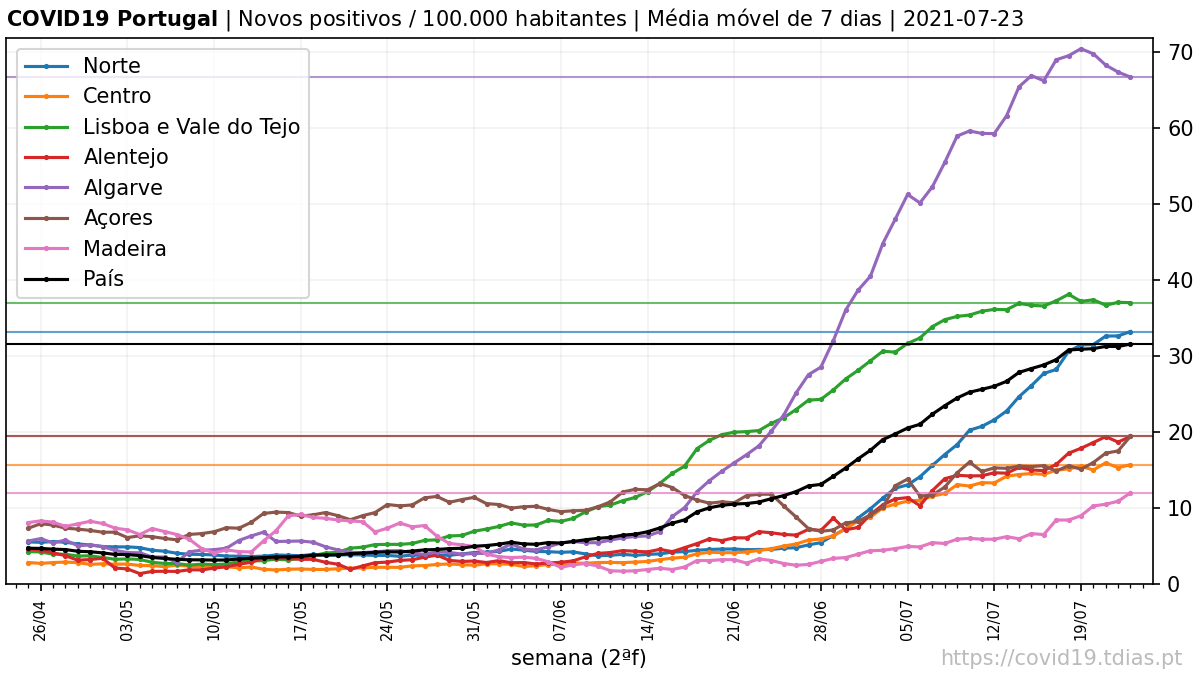 COVID19 Portugal | Novos positivos / 100.000 habitantes | Média móvel de 7 dias | 2021-07-23
Norte
Centro
Lisboa e Vale do Tejo
Alentejo
Algarve
Açores
Madeira
País
70
60
50
40
30
20
10
0
26/04
03/05
10/05
17/05
24/05
31/05
07/06
14/06
21/06
28/06
05/07
12/07
19/07
semana (2ªf)
https://covid19.tdias.pt